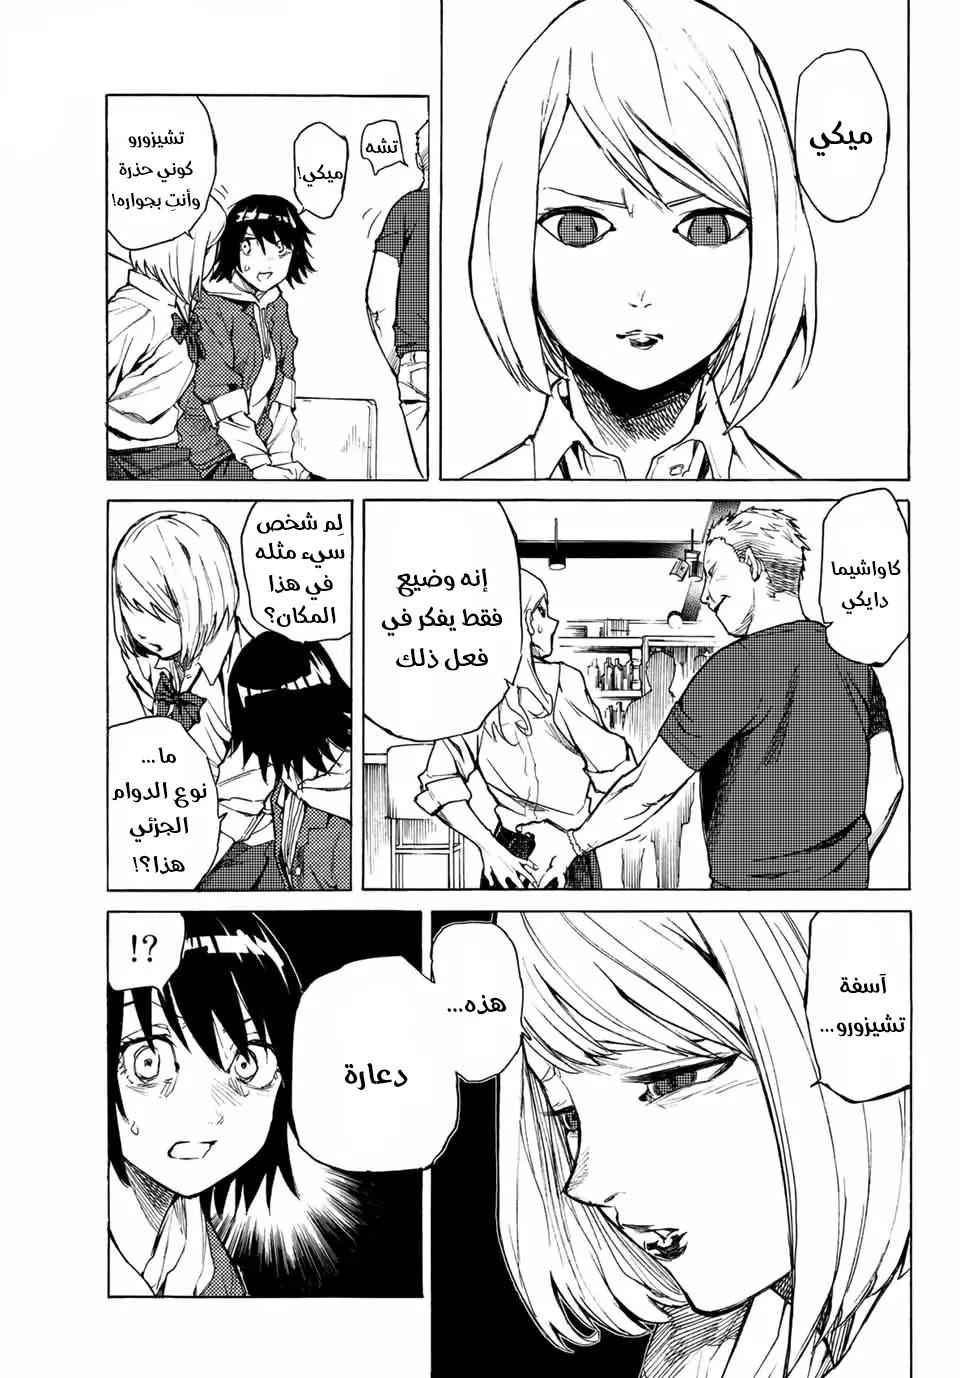 ميكي
تشه
ميكي!
تشيزورو
كوني حذرة
وأنتِ بجواره!
كاواشيما
دايكي
إنه وضيع
فقط يفكر في
فعل ذلك
لِم شخص
سيء مثله
في هذا
المكان؟
ما...
نوع الدوام
الجزئي
هذا؟!
آسفة
تشيزورو...
هذه...
دعارة
!?